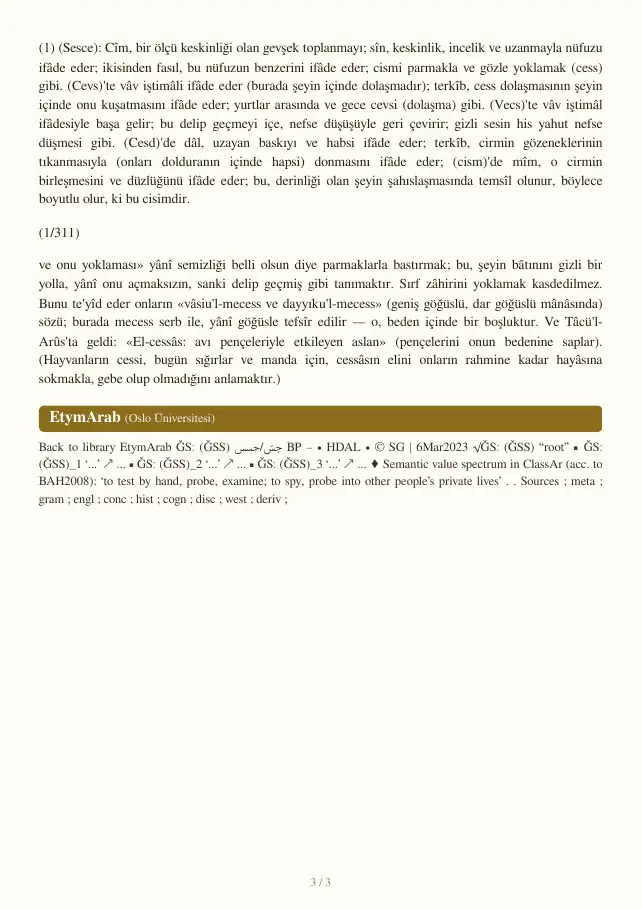 (1) (Sesce): Cîm, bir ölçü keskinliği olan gevşek toplanmayı; sîn, keskinlik, incelik ve uzanmayla nüfuzu
ifâde eder; ikisinden fasıl, bu nüfuzun benzerini ifâde eder; cismi parmakla ve gözle yoklamak (cess)
gibi. (Cevs)'te vâv iştimâli ifâde eder (burada şeyin içinde dolaşmadır); terkîb, cess dolaşmasının şeyin
içinde onu kuşatmasını ifâde eder; yurtlar arasında ve gece cevsi (dolaşma) gibi. (Vecs)'te vâv iştimâl
ifâdesiyle başa gelir; bu delip geçmeyi içe, nefse düşüşüyle geri çevirir; gizli sesin his yahut nefse
düşmesi gibi. (Cesd)'de dâl, uzayan baskıyı ve habsi ifâde eder; terkîb, cirmin gözeneklerinin
tıkanmasıyla (onları dolduranın içinde hapsi) donmasını ifâde eder; (cism)'de mîm, o cirmin
birleşmesini ve düzlüğünü ifâde eder; bu, derinliği olan şeyin şahıslaşmasında temsîl olunur, böylece
boyutlu olur, ki bu cisimdir.
(1/311)
ve onu yoklaması» yânî semizliği belli olsun diye parmaklarla bastırmak; bu, şeyin bâtınını gizli bir
yolla, yânî onu açmaksızın, sanki delip geçmiş gibi tanımaktır. Sırf zâhirini yoklamak kasdedilmez.
Bunu te'yîd eder onların «vâsiu'l-mecess ve dayyıku'l-mecess» (geniş göğüslü, dar göğüslü mânâsında)
sözü; burada mecess serb ile, yânî göğüsle tefsîr edilir — o, beden içinde bir boşluktur. Ve Tâcü'l-
Arûs'ta geldi: «El-cessâs: avı pençeleriyle etkileyen aslan» (pençelerini onun bedenine saplar).
(Hayvanların cessi, bugün sığırlar ve manda için, cessâsın elini onların rahmine kadar hayâsına
sokmakla, gebe olup olmadığını anlamaktır.)
EtymArab (Oslo Üniversitesi)
Back to library EtymArab ǦS: (ǦSS) جسّ/جسس BP – • HDAL • © SG | 6Mar2023 √ǦS: (ǦSS) “root” ▪ ǦS:
(ǦSS)_1 ‘...’ ↗ ... ▪ ǦS: (ǦSS)_2 ‘...’ ↗ ... ▪ ǦS: (ǦSS)_3 ‘...’ ↗ ... ♦ Semantic value spectrum in ClassAr (acc. to
BAH2008): ‘to test by hand, probe, examine; to spy, probe into other people’s private lives’ . . Sources ; meta ;
gram ; engl ; conc ; hist ; cogn ; disc ; west ; deriv ;
3 / 3